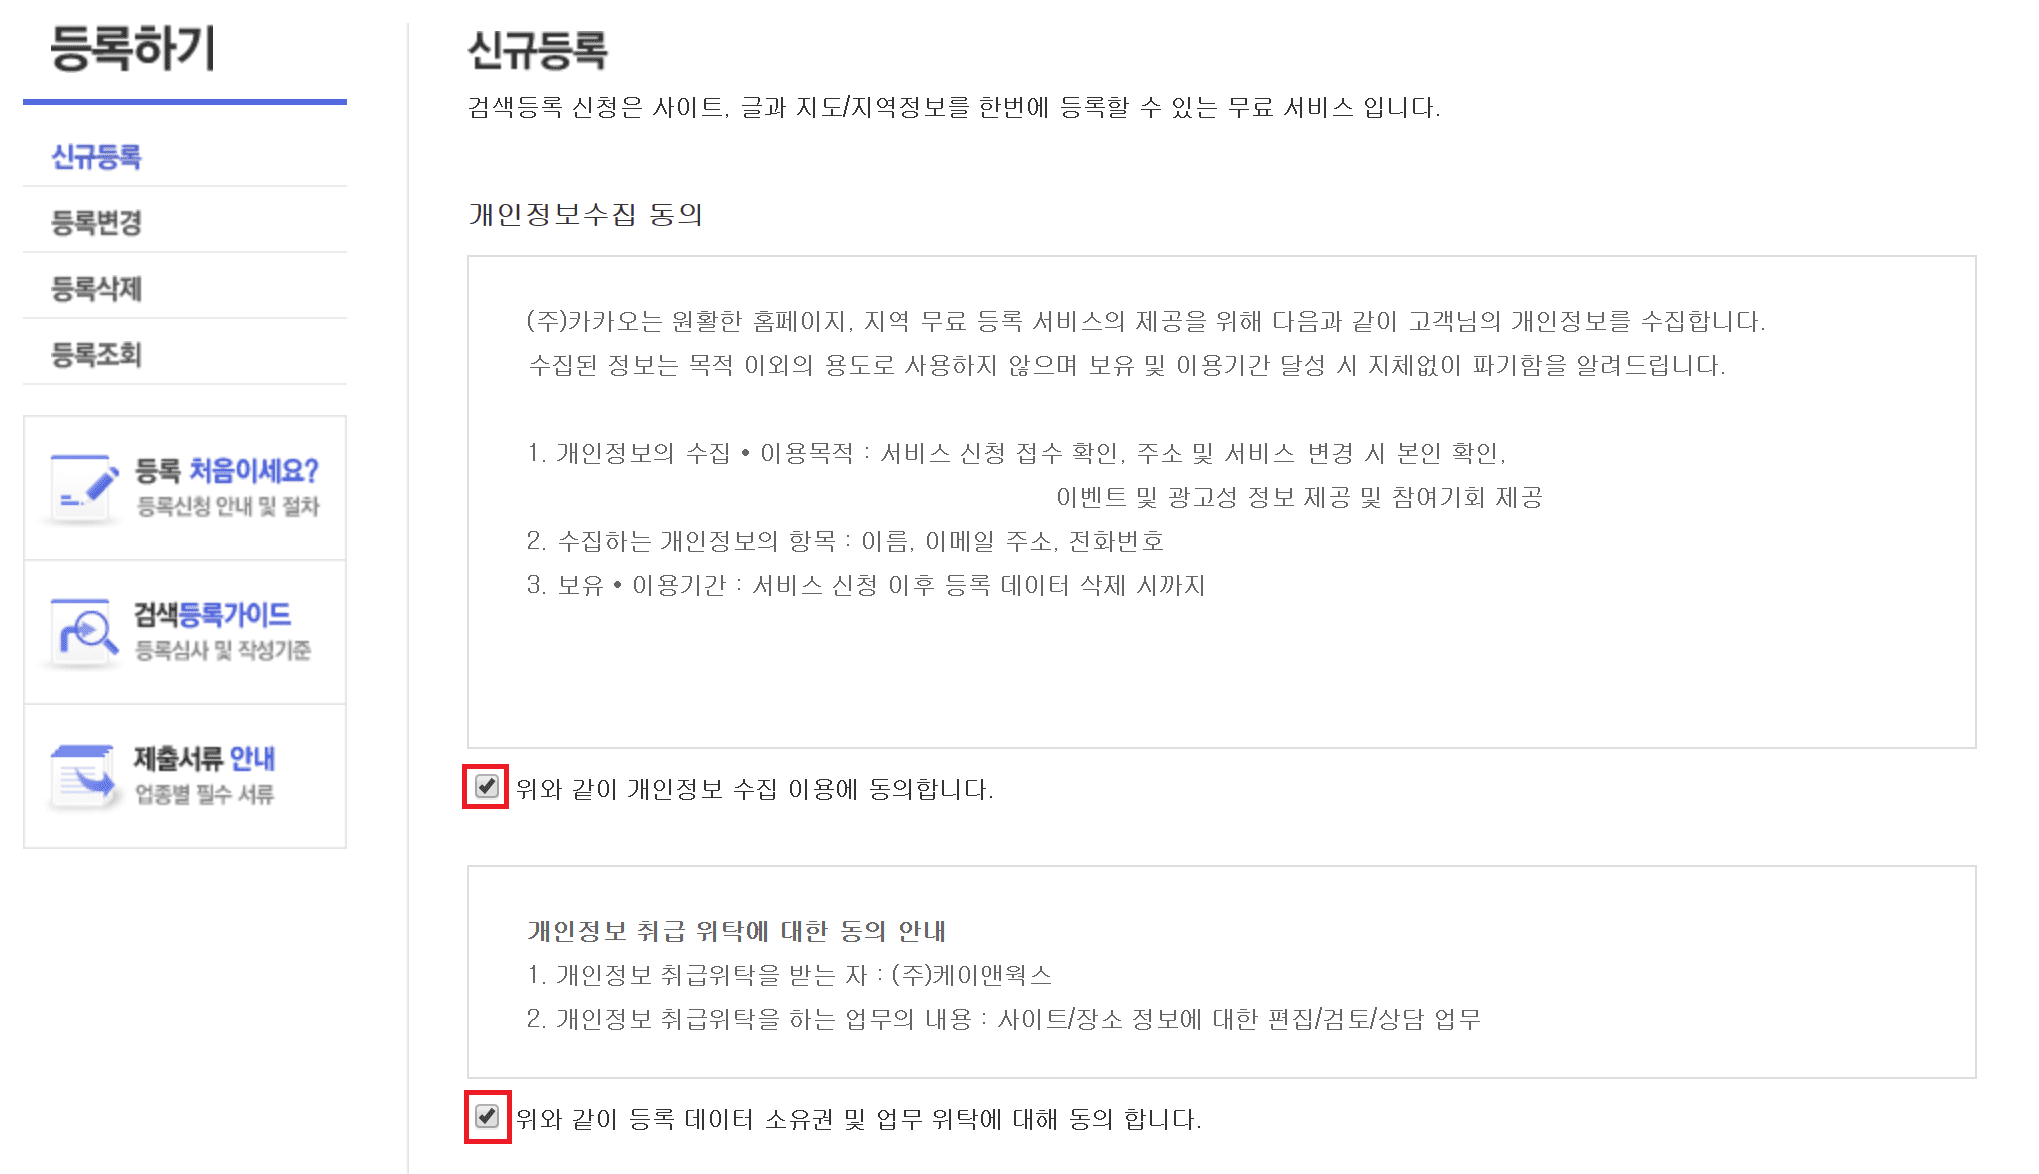 등록하기
신규등록
등록변경
등록삭제
등록조회
등록 처음이세요?
등록신청 안내 및 절차
검색등록가이드
등록심사 및 작성기준
제출서류 안내
업종별 필수 서류
신규등록
검색등록 신청은 사이트, 글과 지도/지역정보를 한번에 등록할 수 있는 무료 서비스 입니다.
개인정보수집 동의
(주)카카오는 원활한 홈페이지, 지역 무료 등록 서비스의 제공을 위해 다음과 같이 고객님의 개인정보를 수집합니다.
수집된 정보는 목적 이외의 용도로 사용하지 않으며 보유 및 이용기간 달성 시 지체없이 파기함을 알려드립니다.
1. 개인정보의 수집 • 이용목적 : 서비스 신청 접수 확인, 주소 및 서비스 변경 시 본인 확인,
이벤트 및 광고성 정보 제공 및 참여기회 제공
2. 수집하는 개인정보의 항목 : 이름, 이메일 주소, 전화번호
3. 보유 • 이용기간 : 서비스 신청 이후 등록 데이터 삭제 시까지
위와 같이 개인정보 수집 이용에 동의합니다.
개인정보 취급 위탁에 대한 동의 안내
1. 개인정보 취급위탁을 받는 자 : (주)케이앤웍스
2. 개인정보 취급위탁을 하는 업무의 내용 : 사이트/장소 정보에 대한 편집/검토/상담 업무
위와 같이 등록 데이터 소유권 및 업무 위탁에 대해 동의 합니다.